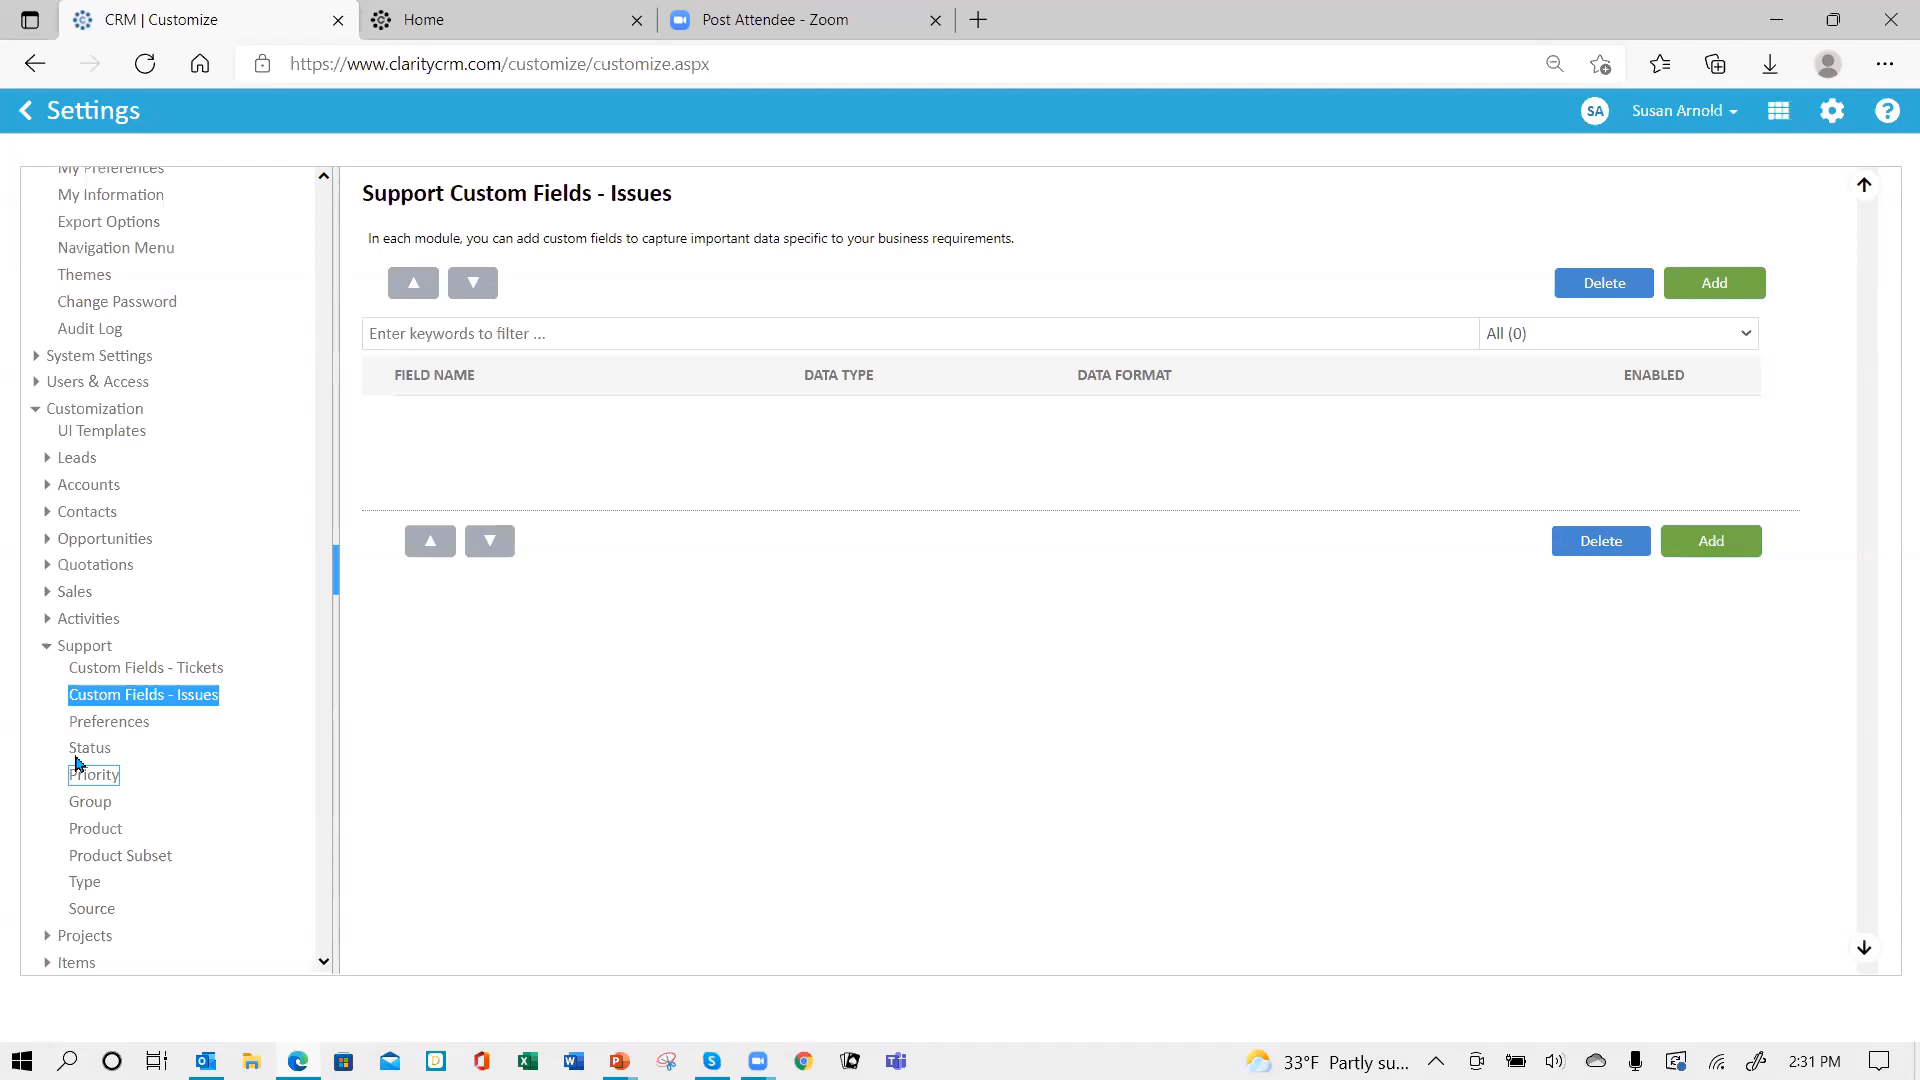 CRM | Customize
Home
Post Attendee - Zoom
https://www.claritycrm.com/customize/customize.aspx
Settings
SA
Susan Arnold
My Preferences
My Information
Export Options
Navigation Menu
Themes
Change Password
Audit Log
System Settings
Users & Access
Customization
UI Templates
Leads
Accounts
Contacts
Opportunities
Quotations
Sales
Activities
Support
Custom Fields - Tickets
Custom Fields - Issues
Preferences
Status
Priority
Group
Product
Product Subset
Type
Source
Projects
Items
Support Custom Fields - Issues
In each module, you can add custom fields to capture important data specific to your business requirements.
Delete Add
Enter keywords to filter ... All (0)
FIELD NAME DATA TYPE DATA FORMAT ENABLED
Delete Add
33°F Partly su... 2:31 PM